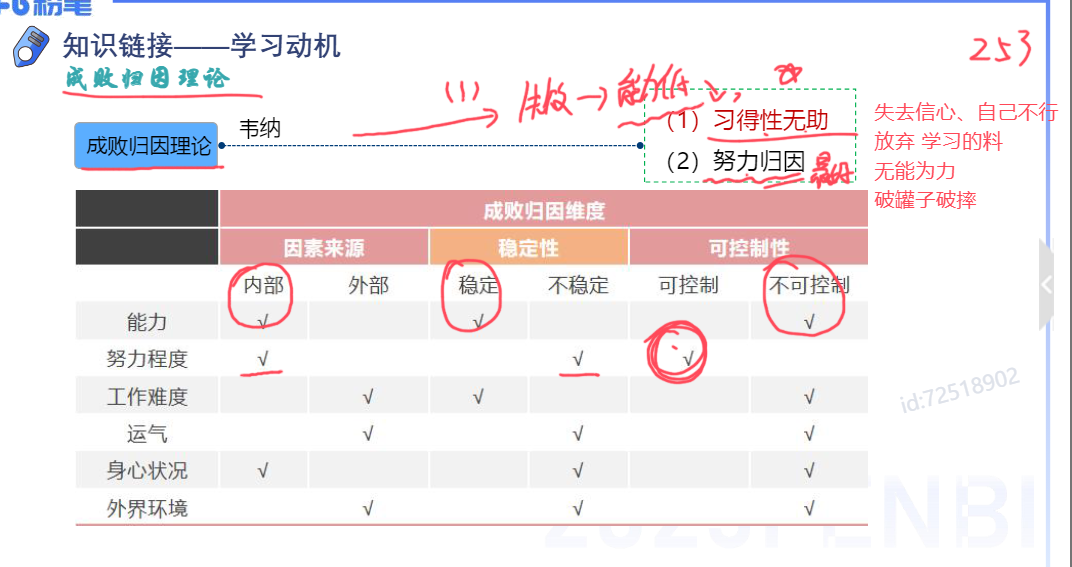 粉笔
知识链接——学习动机
253
成败归因理论
(1) 失败→能力低
失去信心、自己不行
韦纳
(1) 习得性无助
成败归因理论
放弃 学习的料
(2) 努力归因 最好
无能为力
破罐子破摔
成败归因维度
因素来源 稳定性 可控制性
内部 外部 稳定 不稳定 可控制 不可控制
能力 √ √ √
努力程度 √ √ √
工作难度 √ √ √
运气 √ √ √
身心状况 √ √ √
外界环境 √ √ √
id:72518902